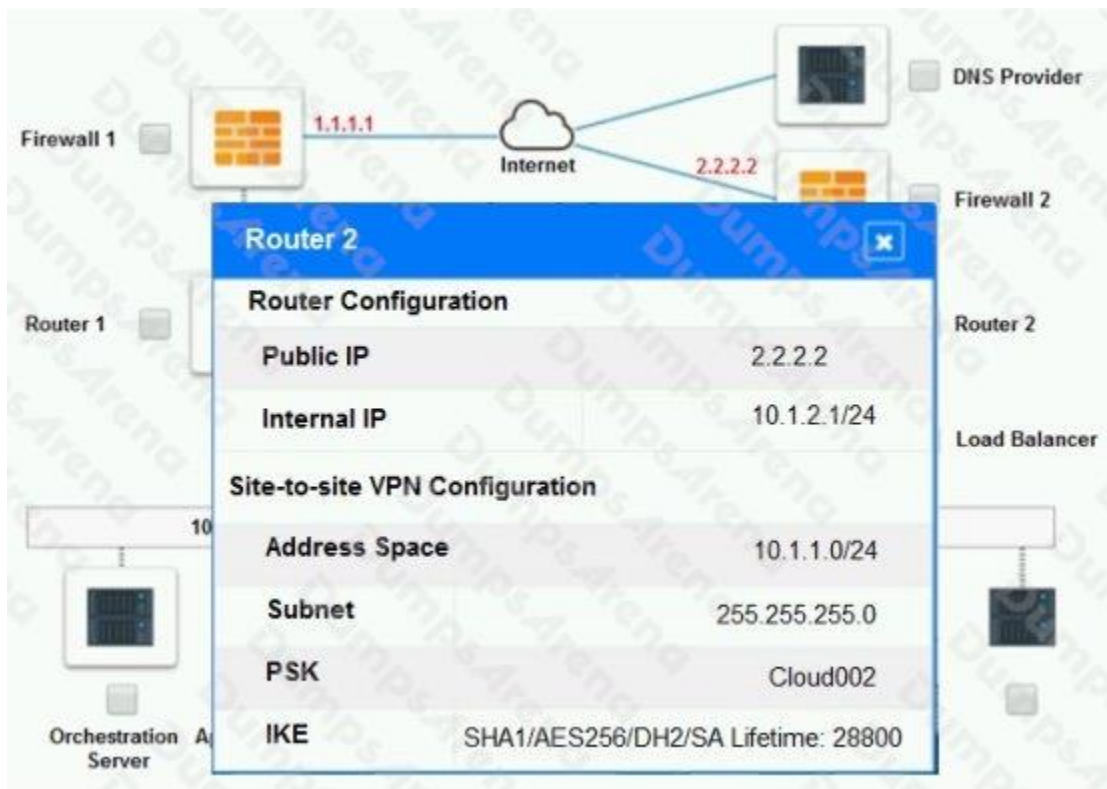 DNS Provider
Firewall 1
1.1.1.1
Internet
2.2.2.2
Firewall 2
Router 2
Router Configuration
Router 1
Router 2
Public IP
2.2.2.2
Internal IP
10.1.2.1/24
Load Balancer
Site-to-site VPN Configuration
10
Address Space
10.1.1.0/24
Subnet
255.255.255.0
PSK
Cloud002
Orchestration
Server
A
IKE
SHA1/AES256/DH2/SA Lifetime: 28800
DumpsArena